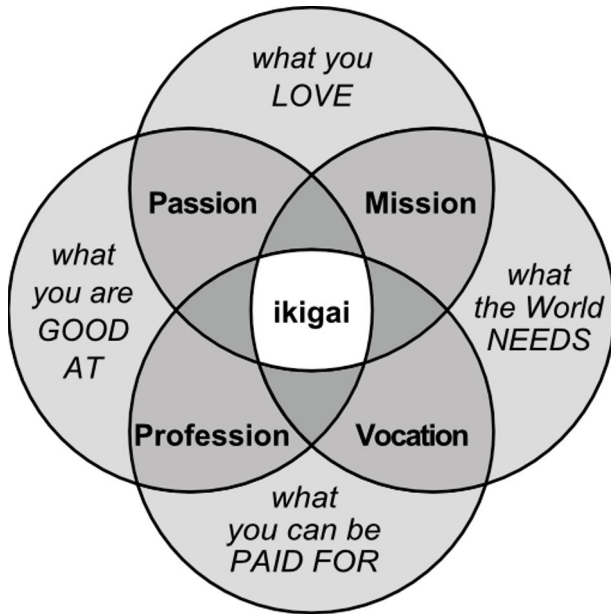 what you
LOVE
Passion
Mission
what
you are
GOOD
AT
ikigai
what
the World
NEEDS
Profession
Vocation
what
you can be
PAID FOR